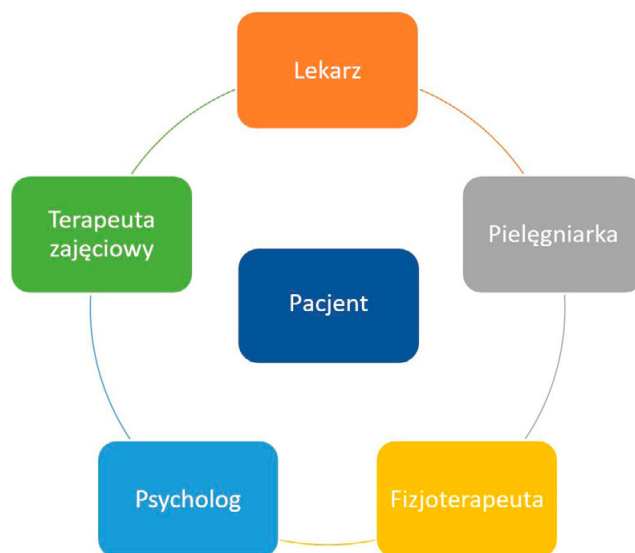 Lekarz
Terapeuta
zajęciowy
Pielęgniarka
Pacjent
Psycholog
Fizjoterapeuta